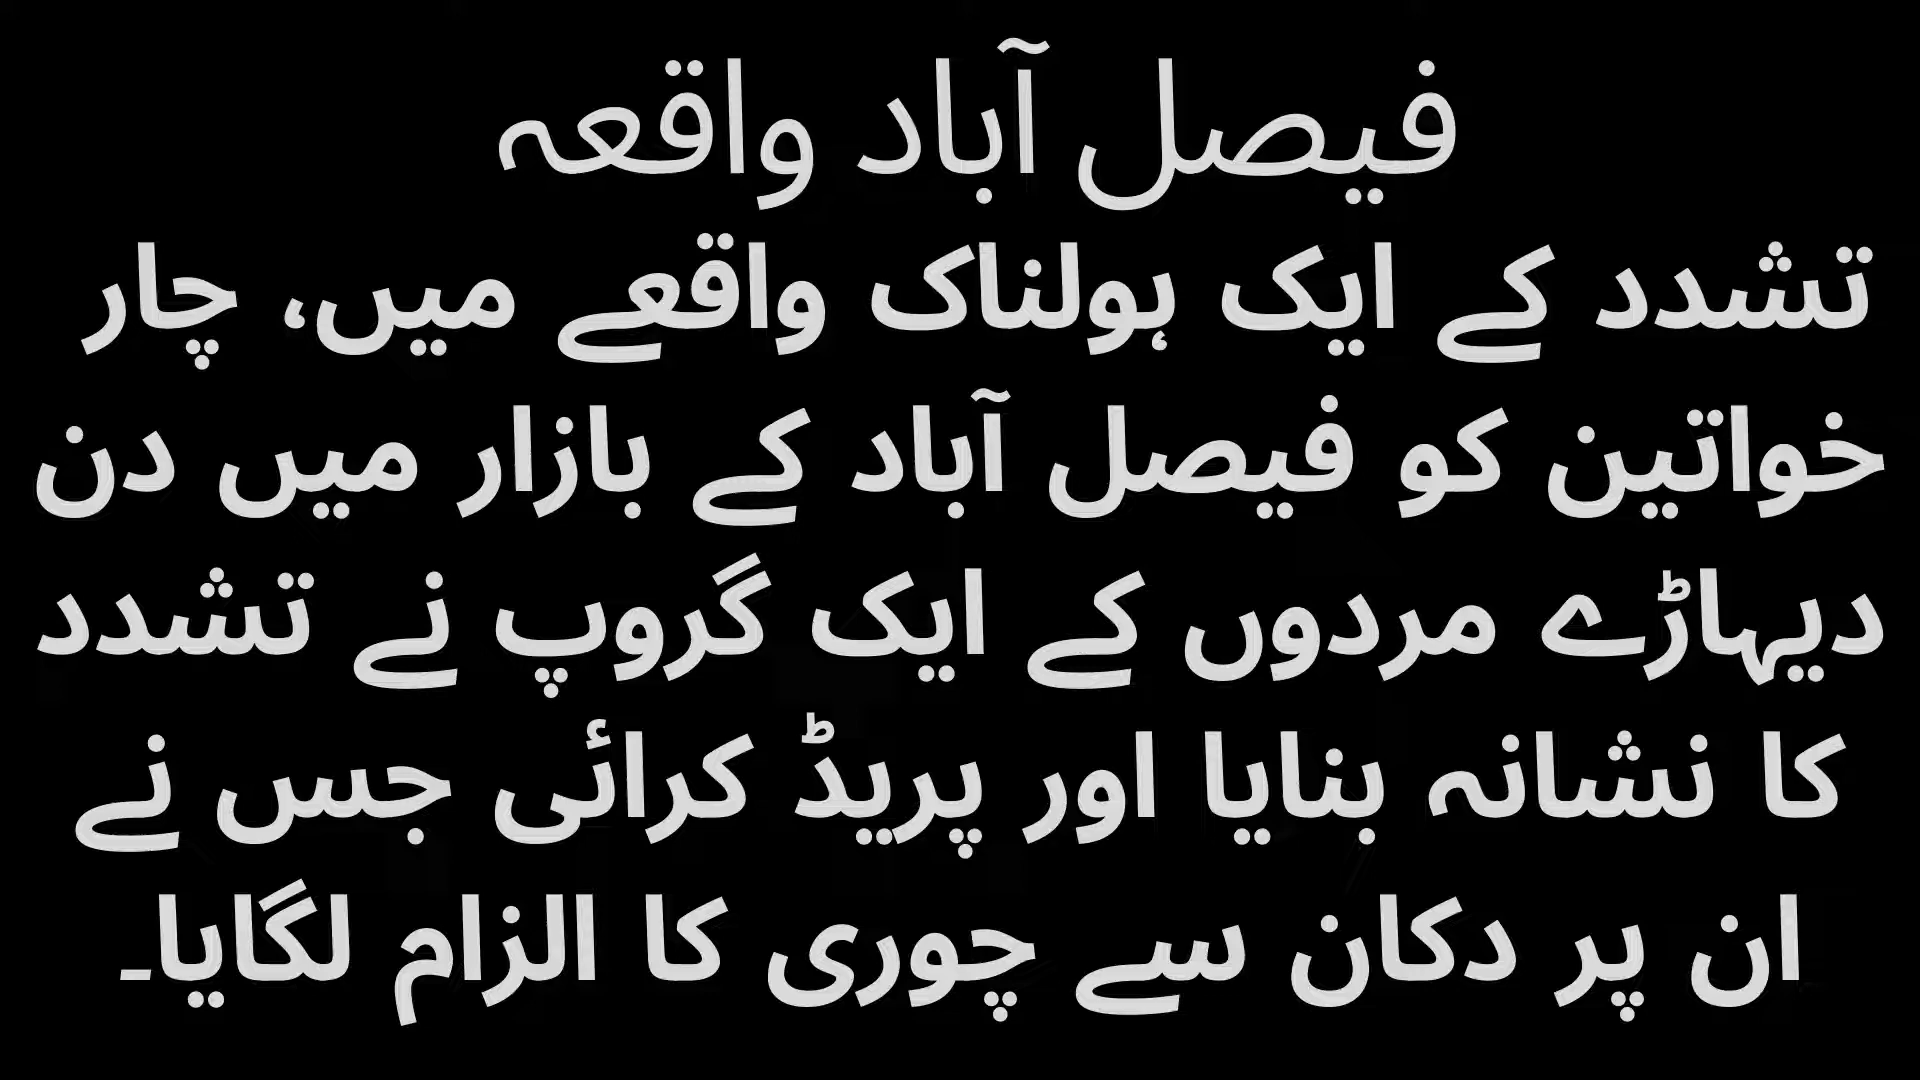 فیصل آباد واقعہ
تشدد کے ایک ہولناک واقعے میں، چار
خواتین کو فیصل آباد کے بازار میں دن
دیہاڑے مردوں کے ایک گروپ نے تشدد
کا نشانہ بنایا اور پریڈ کرائی جس نے
ان پر دکان سے چوری کا الزام لگایا۔